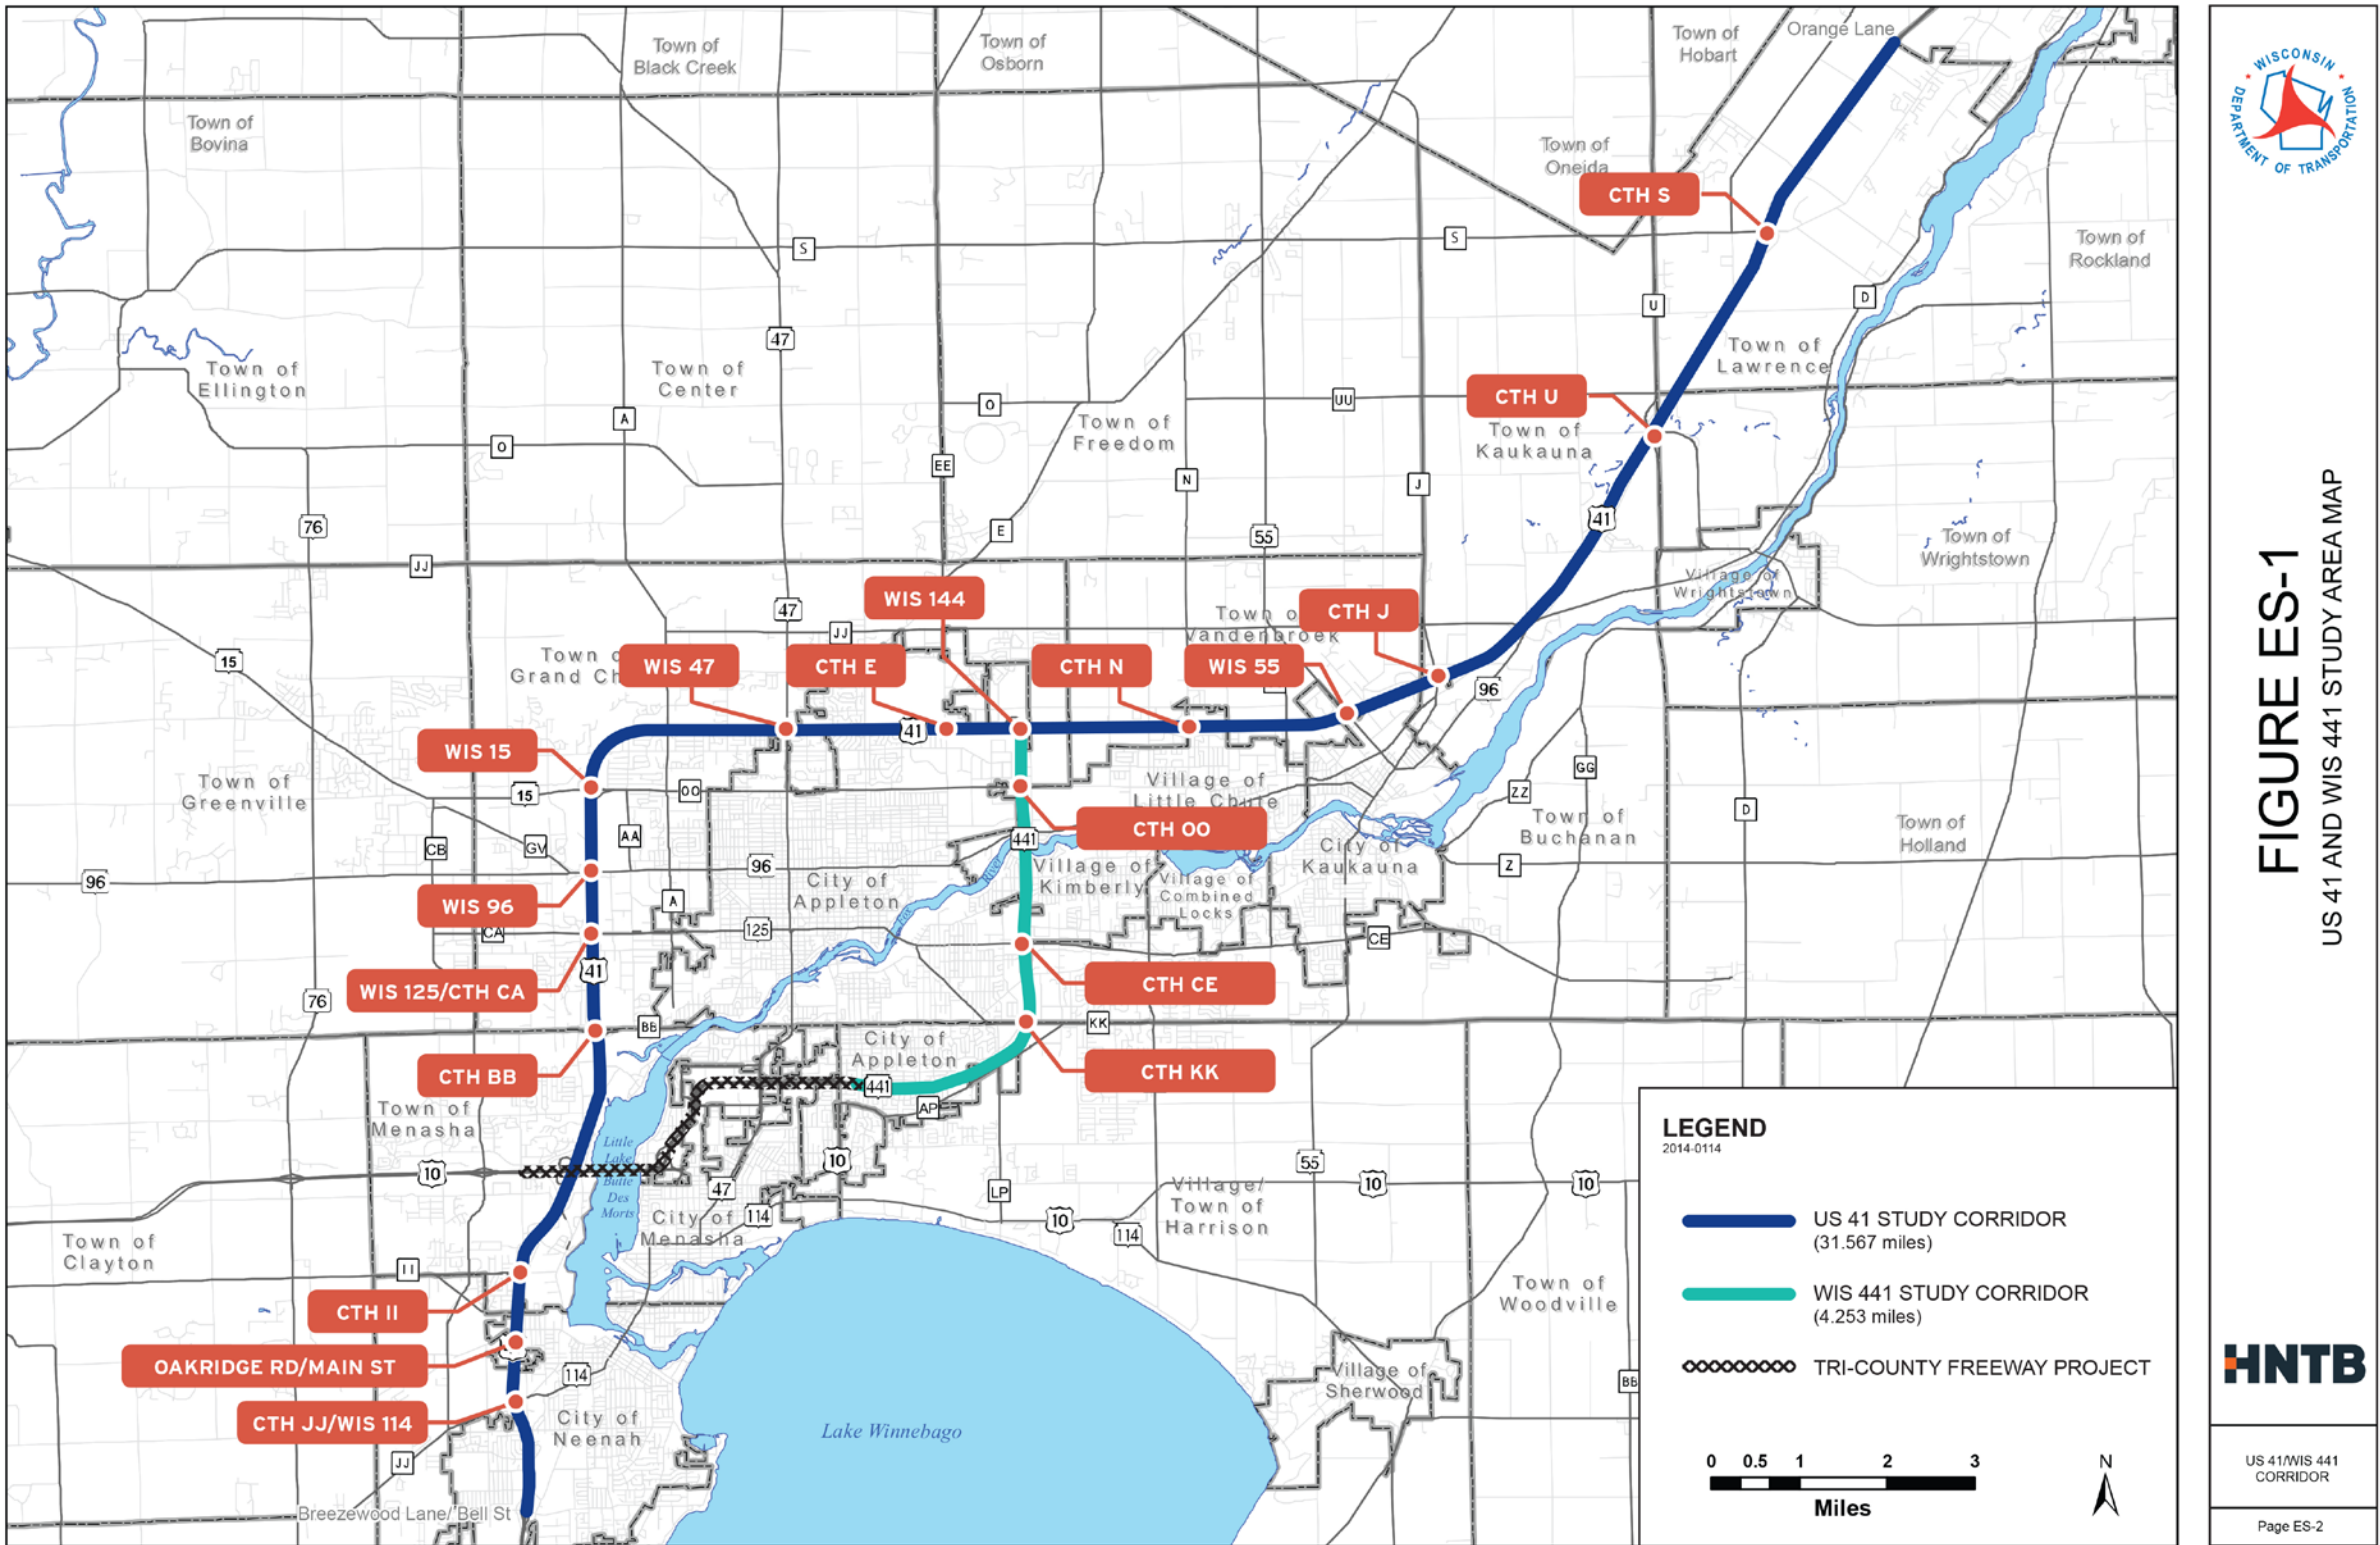 Town of
Black Creek
Town of
Osborn
Town of
Hobart
Orange Lane
Town of
Bovina
Town of
Oneida
CTH S
S
S
Town of
Rockland
U
D
47
Town of
Ellington
Town of
Center
Town of
Lawrence
A
O
UU
CTH U
Town of
Freedom
Town of
Kaukauna
O
EE
N
J
76
E
55
41
Town of
Wrightstown
JJ
Village of
Wrightstown
WIS 144
47
JJ
Town o
Vandenbroek
CTH J
15
Town o
Grand Ch
WIS 47
CTH E
CTH N
WIS 55
96
41
WIS 15
Town of
Greenville
15
OO
Village of
Little Chute
GG
ZZ
D
CTH OO
441
Town of
Buchanan
Town of
Holland
CB
GV
AA
96
96
City of
Appleton
Village of
Kimberly
Village of
Combined
Locks
City of
Kaukauna
Z
WIS 96
A
CA
125
CE
41
WIS 125/CTH CA
CTH CE
76
BB
KK
City of
Appleton
CTH BB
CTH KK
441
AP
Town of
Menasha
Little
Lake
Butte
Des
Morts
10
10
47
114
City of
Menasha
LP
10
114
Village/
Town of
Harrison
55
10
10
Town of
Clayton
II
CTH II
Town of
Woodville
OAKRIDGE RD/MAIN ST
114
Village of
Sherwood
BB
CTH JJ/WIS 114
City of
Neenah
Lake Winnebago
JJ
Breezewood Lane/ Bell St
LEGEND
2014-0114
US 41 STUDY CORRIDOR
(31.567 miles)
WIS 441 STUDY CORRIDOR
(4.253 miles)
TRI-COUNTY FREEWAY PROJECT
0 0.5 1 2 3
Miles
N
WISCONSIN
DEPARTMENT OF TRANSPORTATION
FIGURE ES-1
US 41 AND WIS 441 STUDY AREA MAP
HNTB
US 41/WIS 441
CORRIDOR
Page ES-2